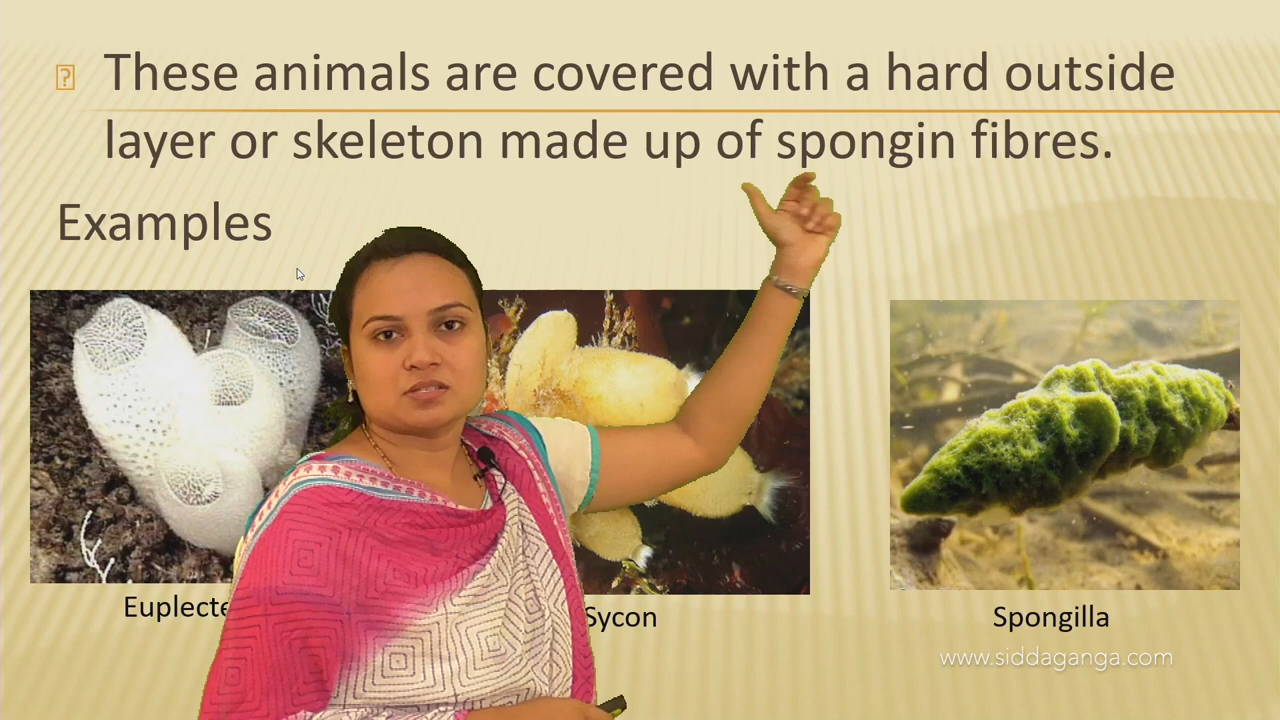 These animals are covered with a hard outside
layer or skeleton made up of spongin fibres.
Examples
Sycon
Spongilla
www.siddaganga.com